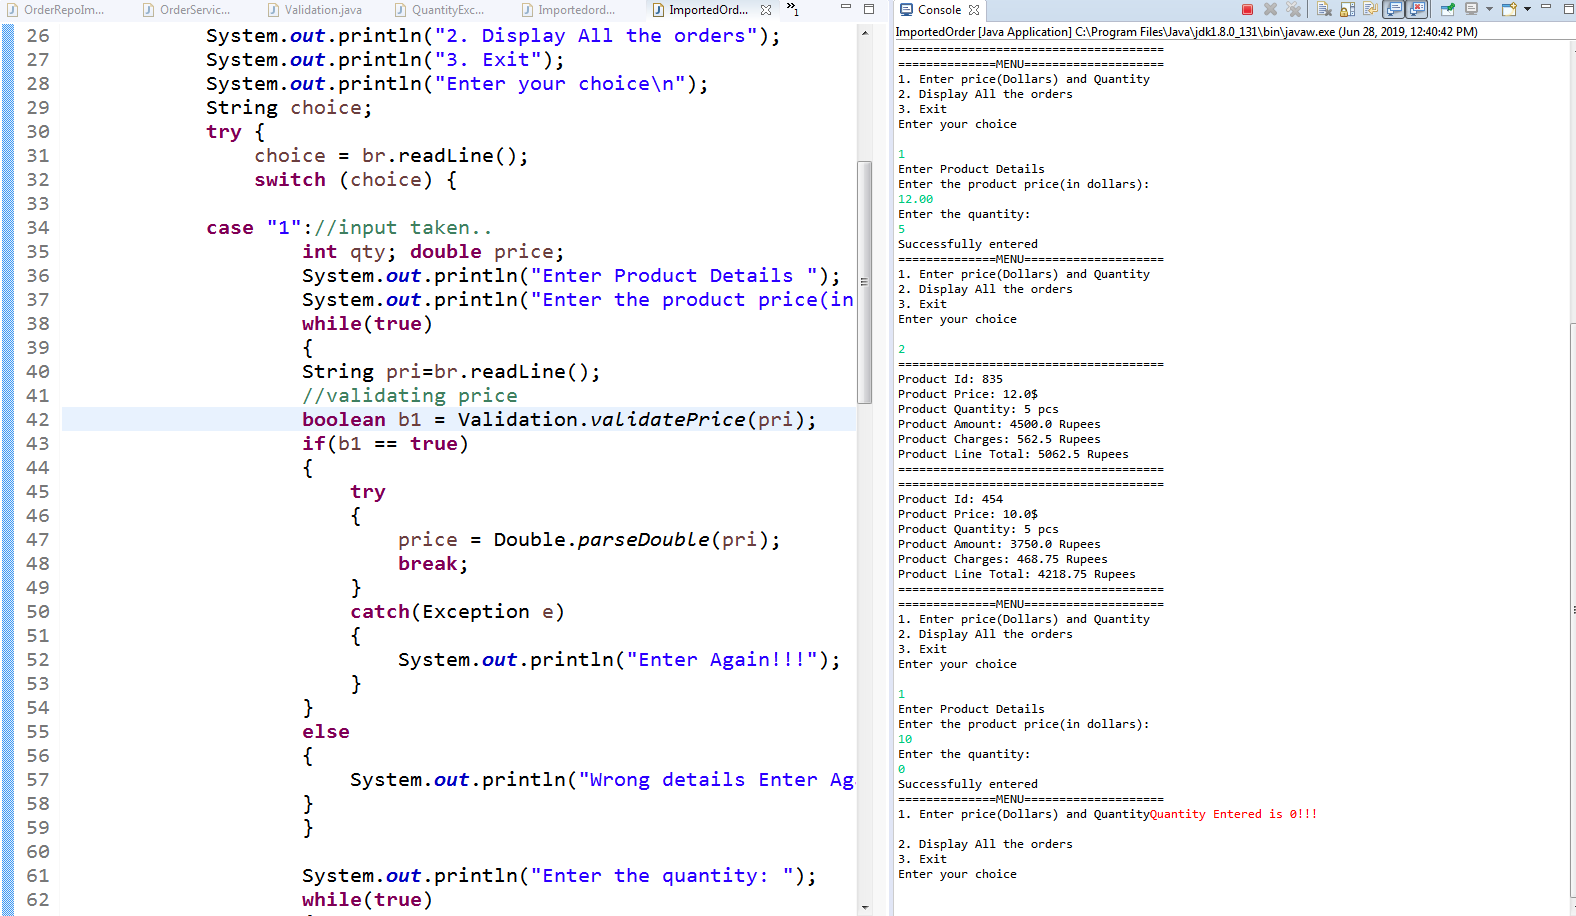 OrderRepoIm...
OrderServic...
Validation.java
QuantityExc...
Importedord...
ImportedOrd...
»1
26 System.out.println("2. Display All the orders");
27 System.out.println("3. Exit");
28 System.out.println("Enter your choice\n");
29 String choice;
30 try {
31 choice = br.readLine();
32 switch (choice) {
33
34 case "1"://input taken..
35 int qty; double price;
36 System.out.println("Enter Product Details ");
37 System.out.println("Enter the product price(in
38 while(true)
39 {
40 String pri=br.readLine();
41 //validating price
42 boolean b1 = Validation.validatePrice(pri);
43 if(b1 == true)
44 {
45 try
46 {
47 price = Double.parseDouble(pri);
48 break;
49 }
50 catch(Exception e)
51 {
52 System.out.println("Enter Again!!!");
53 }
54 }
55 else
56 {
57 System.out.println("Wrong details Enter Ag
58 }
59 }
60
61 System.out.println("Enter the quantity: ");
62 while(true)
Console
ImportedOrder [Java Application] C:\Program Files\Java\jdk1.8.0_131\bin\javaw.exe (Jun 28, 2019, 12:40:42 PM)
======================================
==============MENU====================
1. Enter price(Dollars) and Quantity
2. Display All the orders
3. Exit
Enter your choice
1
Enter Product Details
Enter the product price(in dollars):
12.00
Enter the quantity:
5
Successfully entered
==============MENU====================
1. Enter price(Dollars) and Quantity
2. Display All the orders
3. Exit
Enter your choice
2
======================================
Product Id: 835
Product Price: 12.0$
Product Quantity: 5 pcs
Product Amount: 4500.0 Rupees
Product Charges: 562.5 Rupees
Product Line Total: 5062.5 Rupees
======================================
======================================
Product Id: 454
Product Price: 10.0$
Product Quantity: 5 pcs
Product Amount: 3750.0 Rupees
Product Charges: 468.75 Rupees
Product Line Total: 4218.75 Rupees
======================================
==============MENU====================
1. Enter price(Dollars) and Quantity
2. Display All the orders
3. Exit
Enter your choice
1
Enter Product Details
Enter the product price(in dollars):
10
Enter the quantity:
0
Successfully entered
==============MENU====================
1. Enter price(Dollars) and QuantityQuantity Entered is 0!!!
2. Display All the orders
3. Exit
Enter your choice